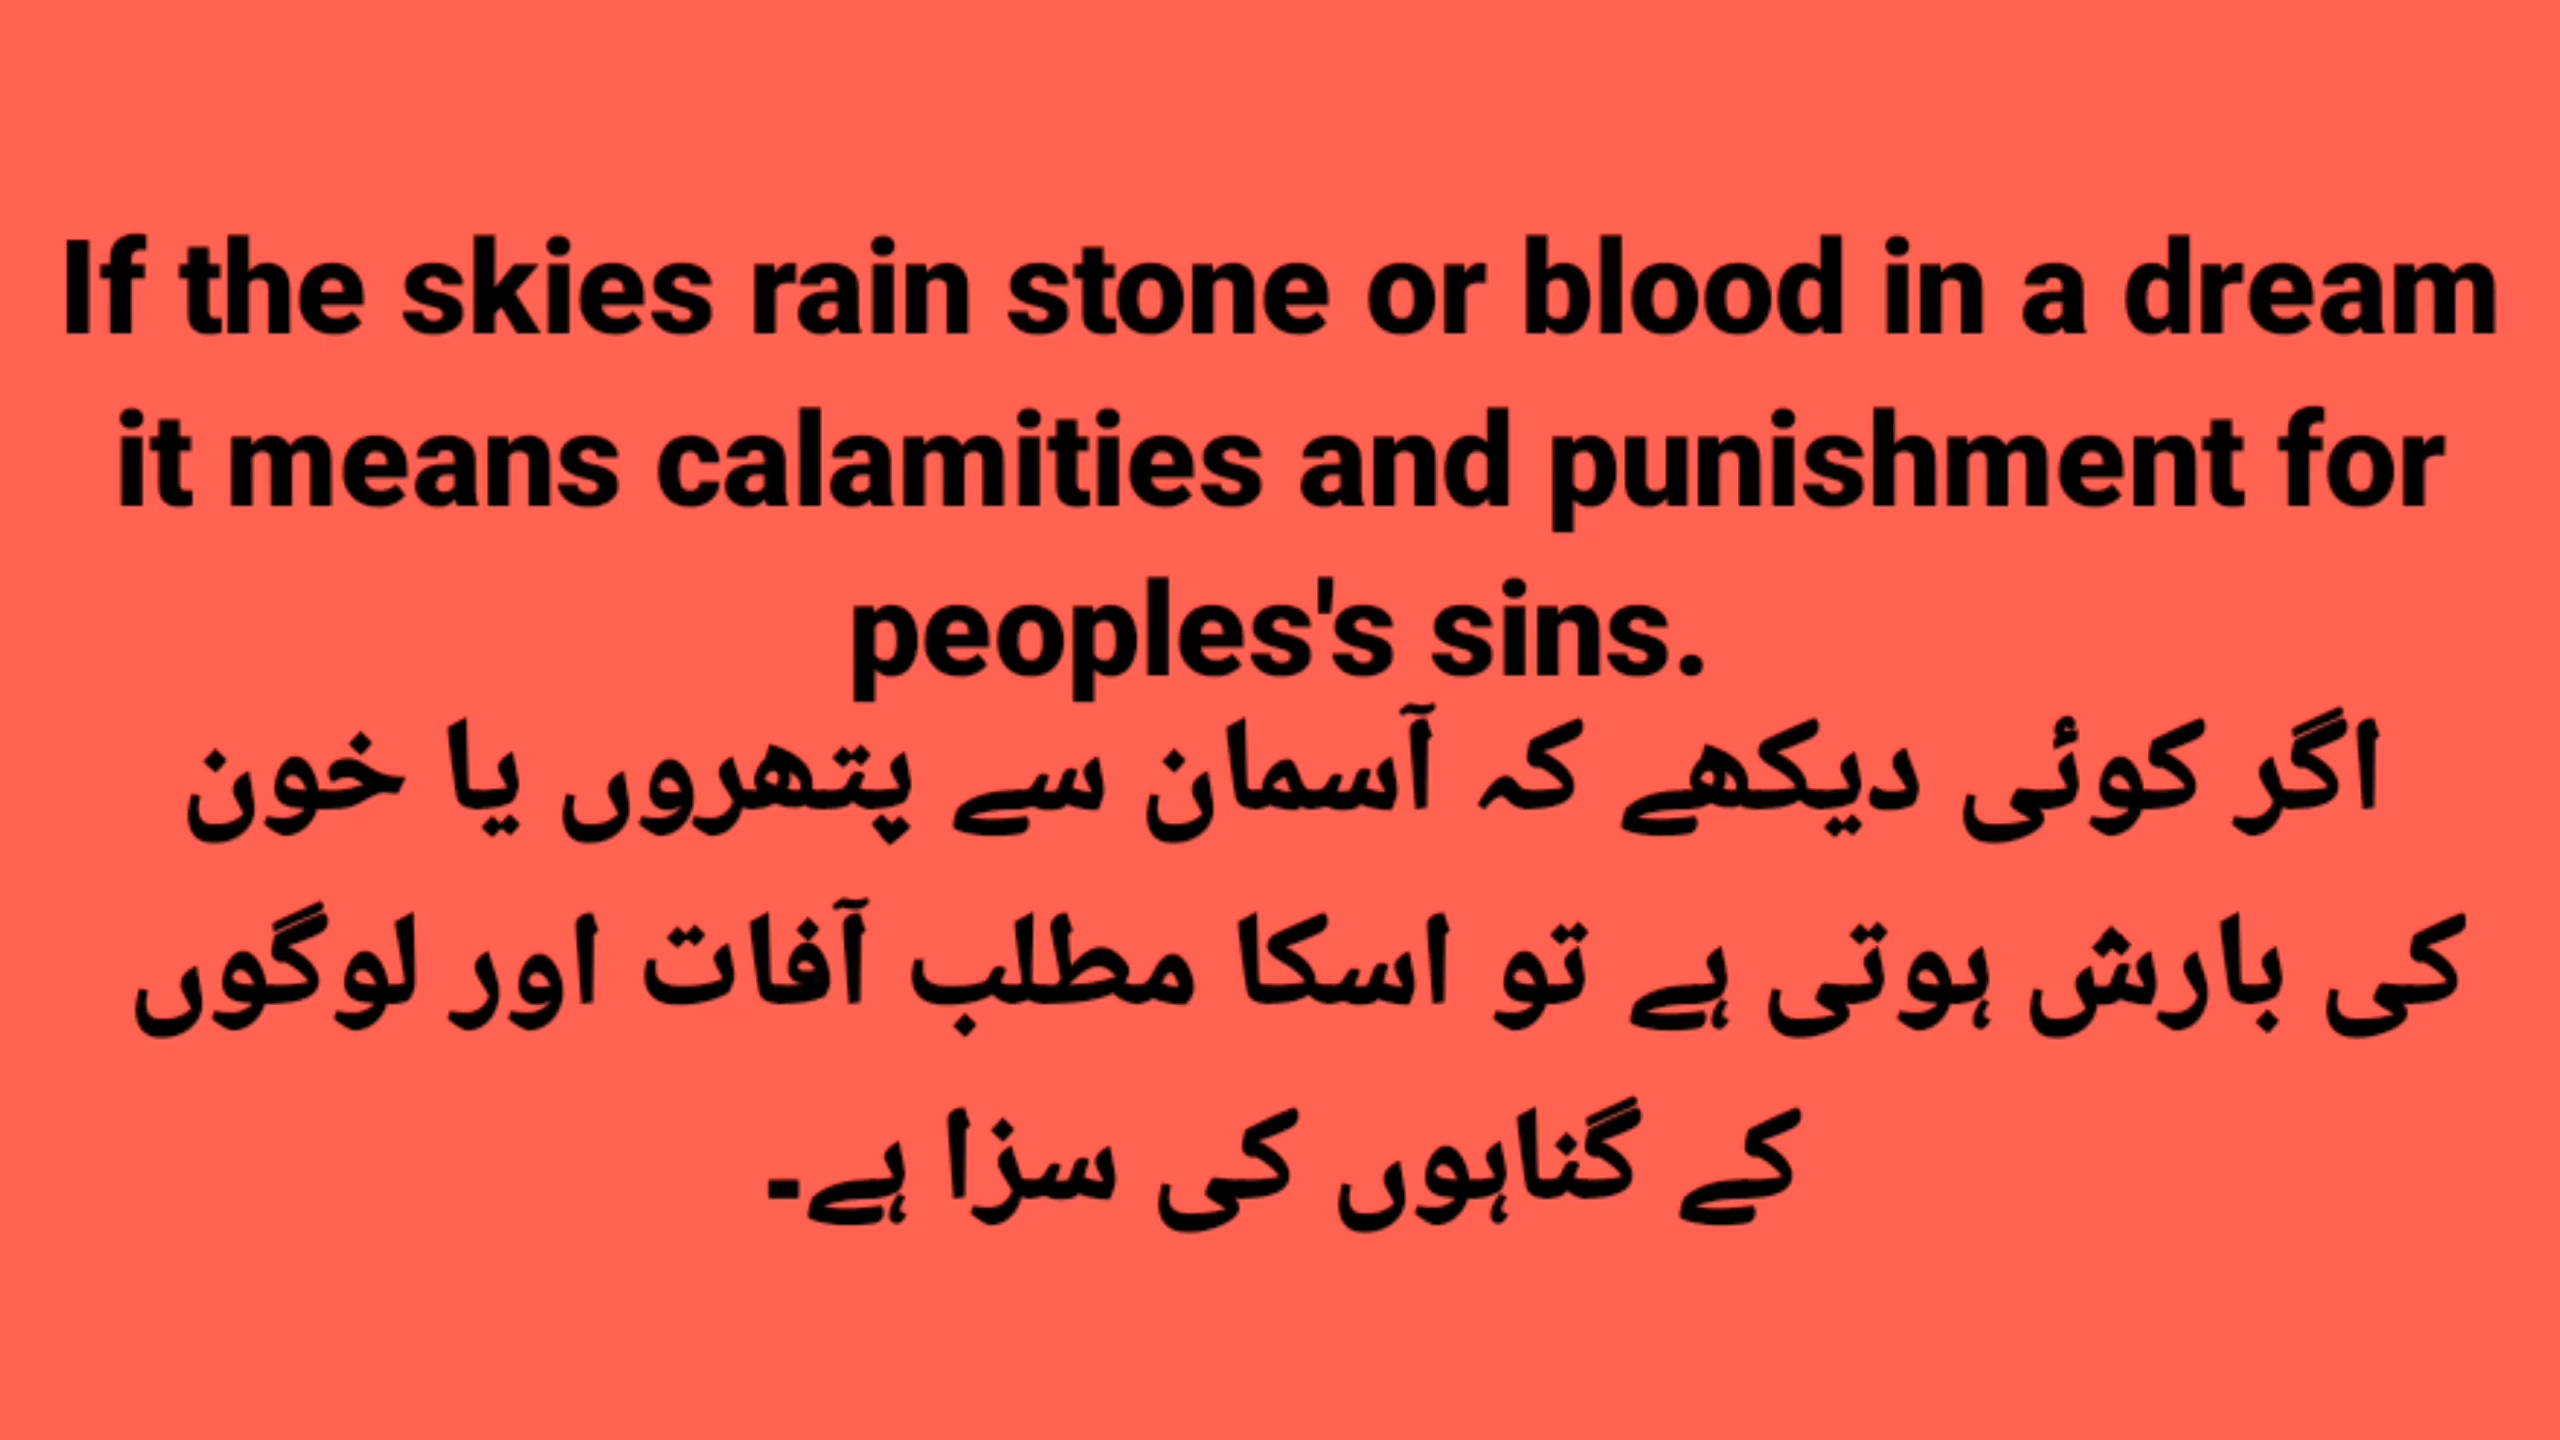 If the skies rain stone or blood in a dream
it means calamities and punishment for
peoples's sins.
اگر کوئی دیکھے کہ آسمان سے پتھروں یا خون
کی بارش ہوتی ہے تو اسکا مطلب آفات اور لوگوں
کے گناہوں کی سزا ہے۔